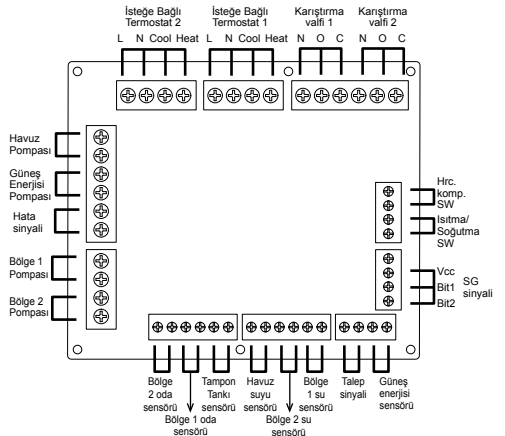 İsteğe Bağlı
Termostat 2
L N Cool Heat
İsteğe Bağlı
Termostat 1
L N Cool Heat
Karıştırma
valfi 1
N O C
Karıştırma
valfi 2
N O C
Havuz
Pompası
Güneş
Enerjisi
Pompası
Hata
sinyali
Bölge 1
Pompası
Bölge 2
Pompası
Hrc.
komp.
SW
Isıtma/
Soğutma
SW
Vcc
Bit1
Bit2
SG
sinyali
Bölge
2 oda
sensörü
Bölge 1 oda
sensörü
Tampon
Tankı
sensörü
Havuz
suyu
sensörü
Bölge 2 su
sensörü
Bölge
1 su
sensörü
Talep
sinyali
Güneş
enerjisi
sensörü